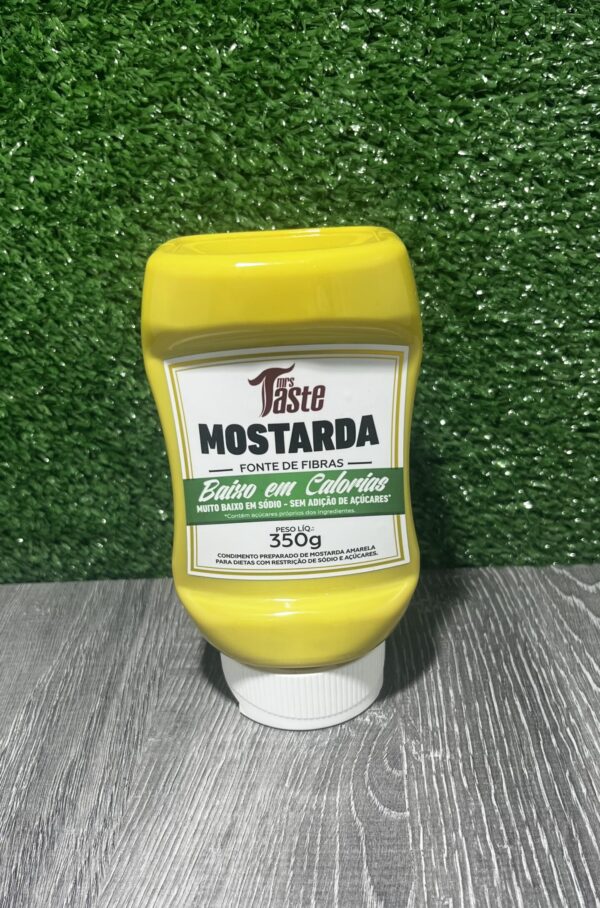 mrs
Taste
MOSTARDA
FONTE DE FIBRAS
Baixo em Calorias
MUITO BAIXO EM SÓDIO - SEM ADIÇÃO DE AÇÚCARES*
*Contém açúcares próprios dos ingredientes.
PESO LÍQ.:
350g
CONDIMENTO PREPARADO DE MOSTARDA AMARELA
PARA DIETAS COM RESTRIÇÃO DE SÓDIO E AÇÚCARES.